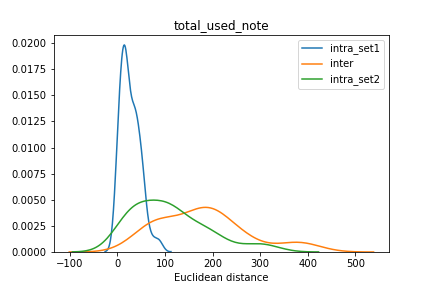 total_used_note
0.0200
0.0175
0.0150
0.0125
0.0100
0.0075
0.0050
0.0025
0.0000
intra_set1
inter
intra_set2
−100 0 100 200 300 400 500
Euclidean distance